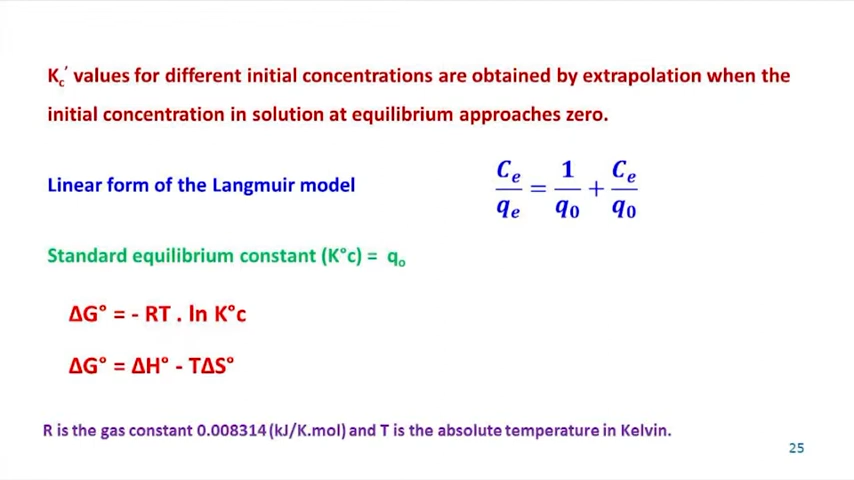 K꜀′ values for different initial concentrations are obtained by extrapolation when the
initial concentration in solution at equilibrium approaches zero.
Linear form of the Langmuir model
Cₑ/qₑ = 1/q₀ + Cₑ/q₀
Standard equilibrium constant (K°c) = qₒ
ΔG° = - RT . ln K°c
ΔG° = ΔH° - TΔS°
R is the gas constant 0.008314 (kJ/K.mol) and T is the absolute temperature in Kelvin.
25